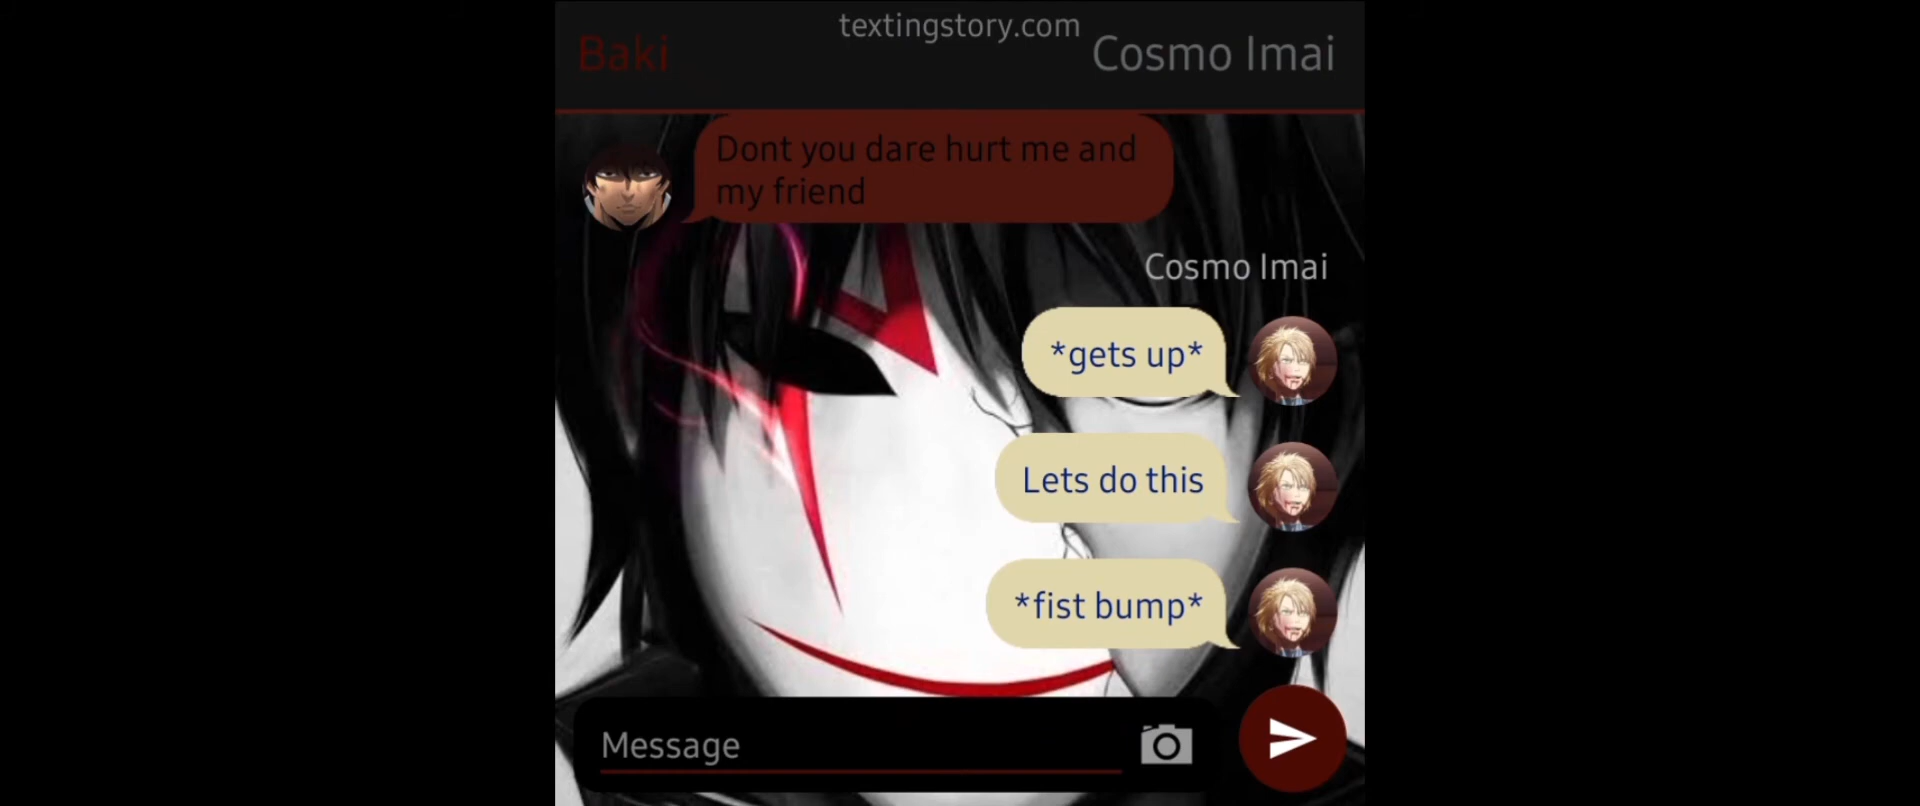 textingstory.com
Baki
Cosmo Imai
Dont you dare hurt me and
my friend
Cosmo Imai
*gets up*
Lets do this
*fist bump*
Message